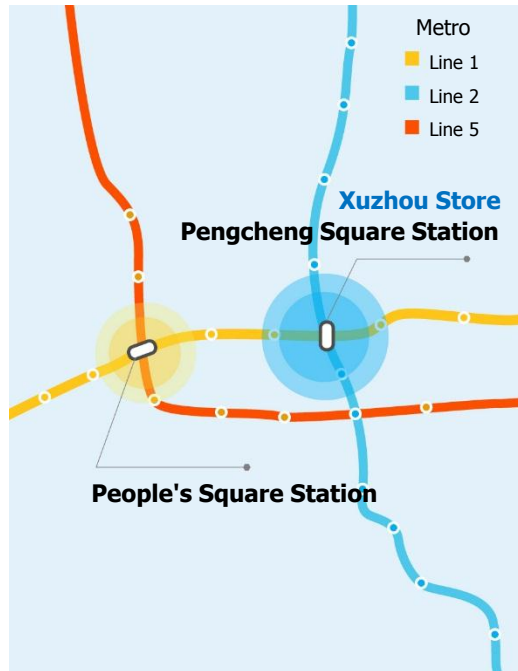 Metro
Line 1
Line 2
Line 5
Xuzhou Store
Pengcheng Square Station
People's Square Station